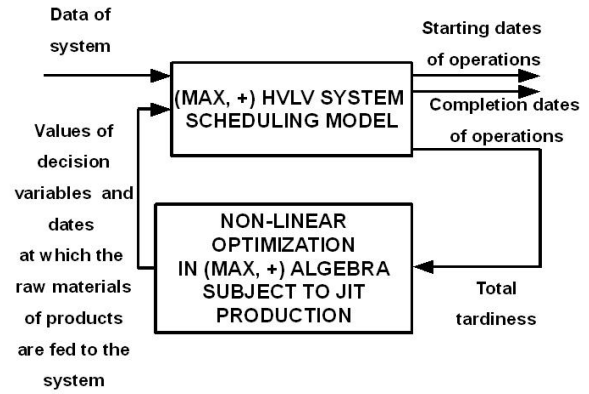 Data of
system
Starting dates
of operations
(MAX, +) HVLV SYSTEM
SCHEDULING MODEL
Completion dates
of operations
Values of
decision
variables and
dates
at which the
raw materials
of products
are fed to the
system
NON-LINEAR
OPTIMIZATION
IN (MAX, +) ALGEBRA
SUBJECT TO JIT
PRODUCTION
Total
tardiness